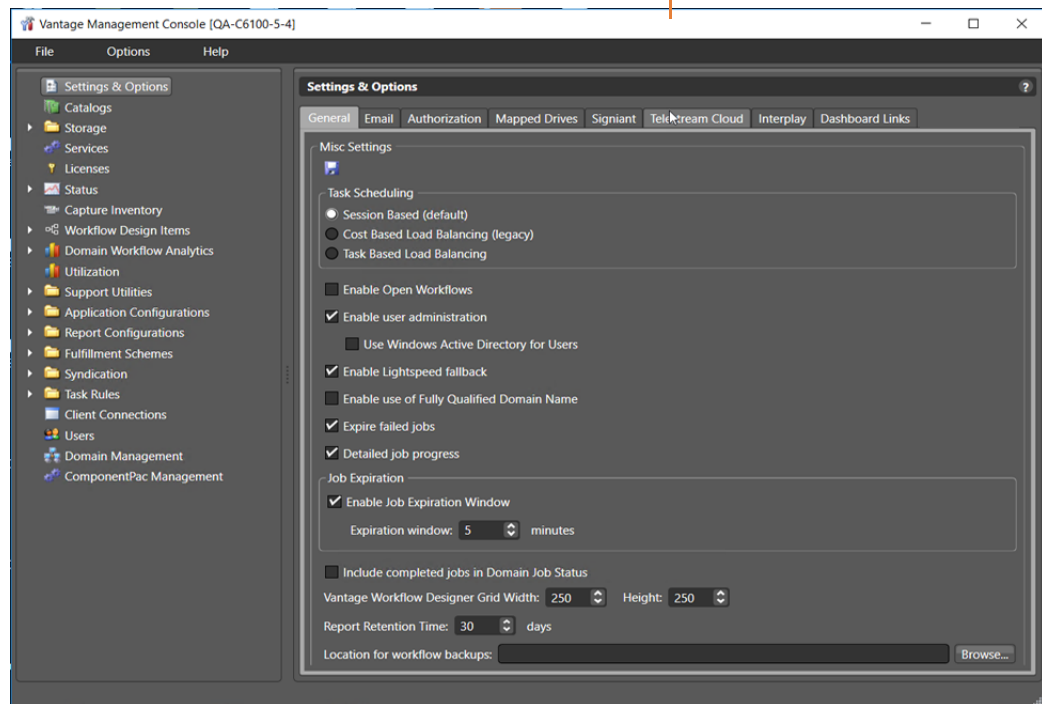 Vantage Management Console [QA-C6100-5-4]
File Options Help
Settings & Options
Catalogs
Storage
Services
Licenses
Status
Capture Inventory
Workflow Design Items
Domain Workflow Analytics
Utilization
Support Utilities
Application Configurations
Report Configurations
Fulfillment Schemes
Syndication
Task Rules
Client Connections
Users
Domain Management
ComponentPac Management
Settings & Options ?
General Email Authorization Mapped Drives Signiant Telestream Cloud Interplay Dashboard Links
Misc Settings
Task Scheduling
Session Based (default)
Cost Based Load Balancing (legacy)
Task Based Load Balancing
Enable Open Workflows
Enable user administration
Use Windows Active Directory for Users
Enable Lightspeed fallback
Enable use of Fully Qualified Domain Name
Expire failed jobs
Detailed job progress
Job Expiration
Enable Job Expiration Window
Expiration window: 5 minutes
Include completed jobs in Domain Job Status
Vantage Workflow Designer Grid Width: 250 Height: 250
Report Retention Time: 30 days
Location for workflow backups: Browse...